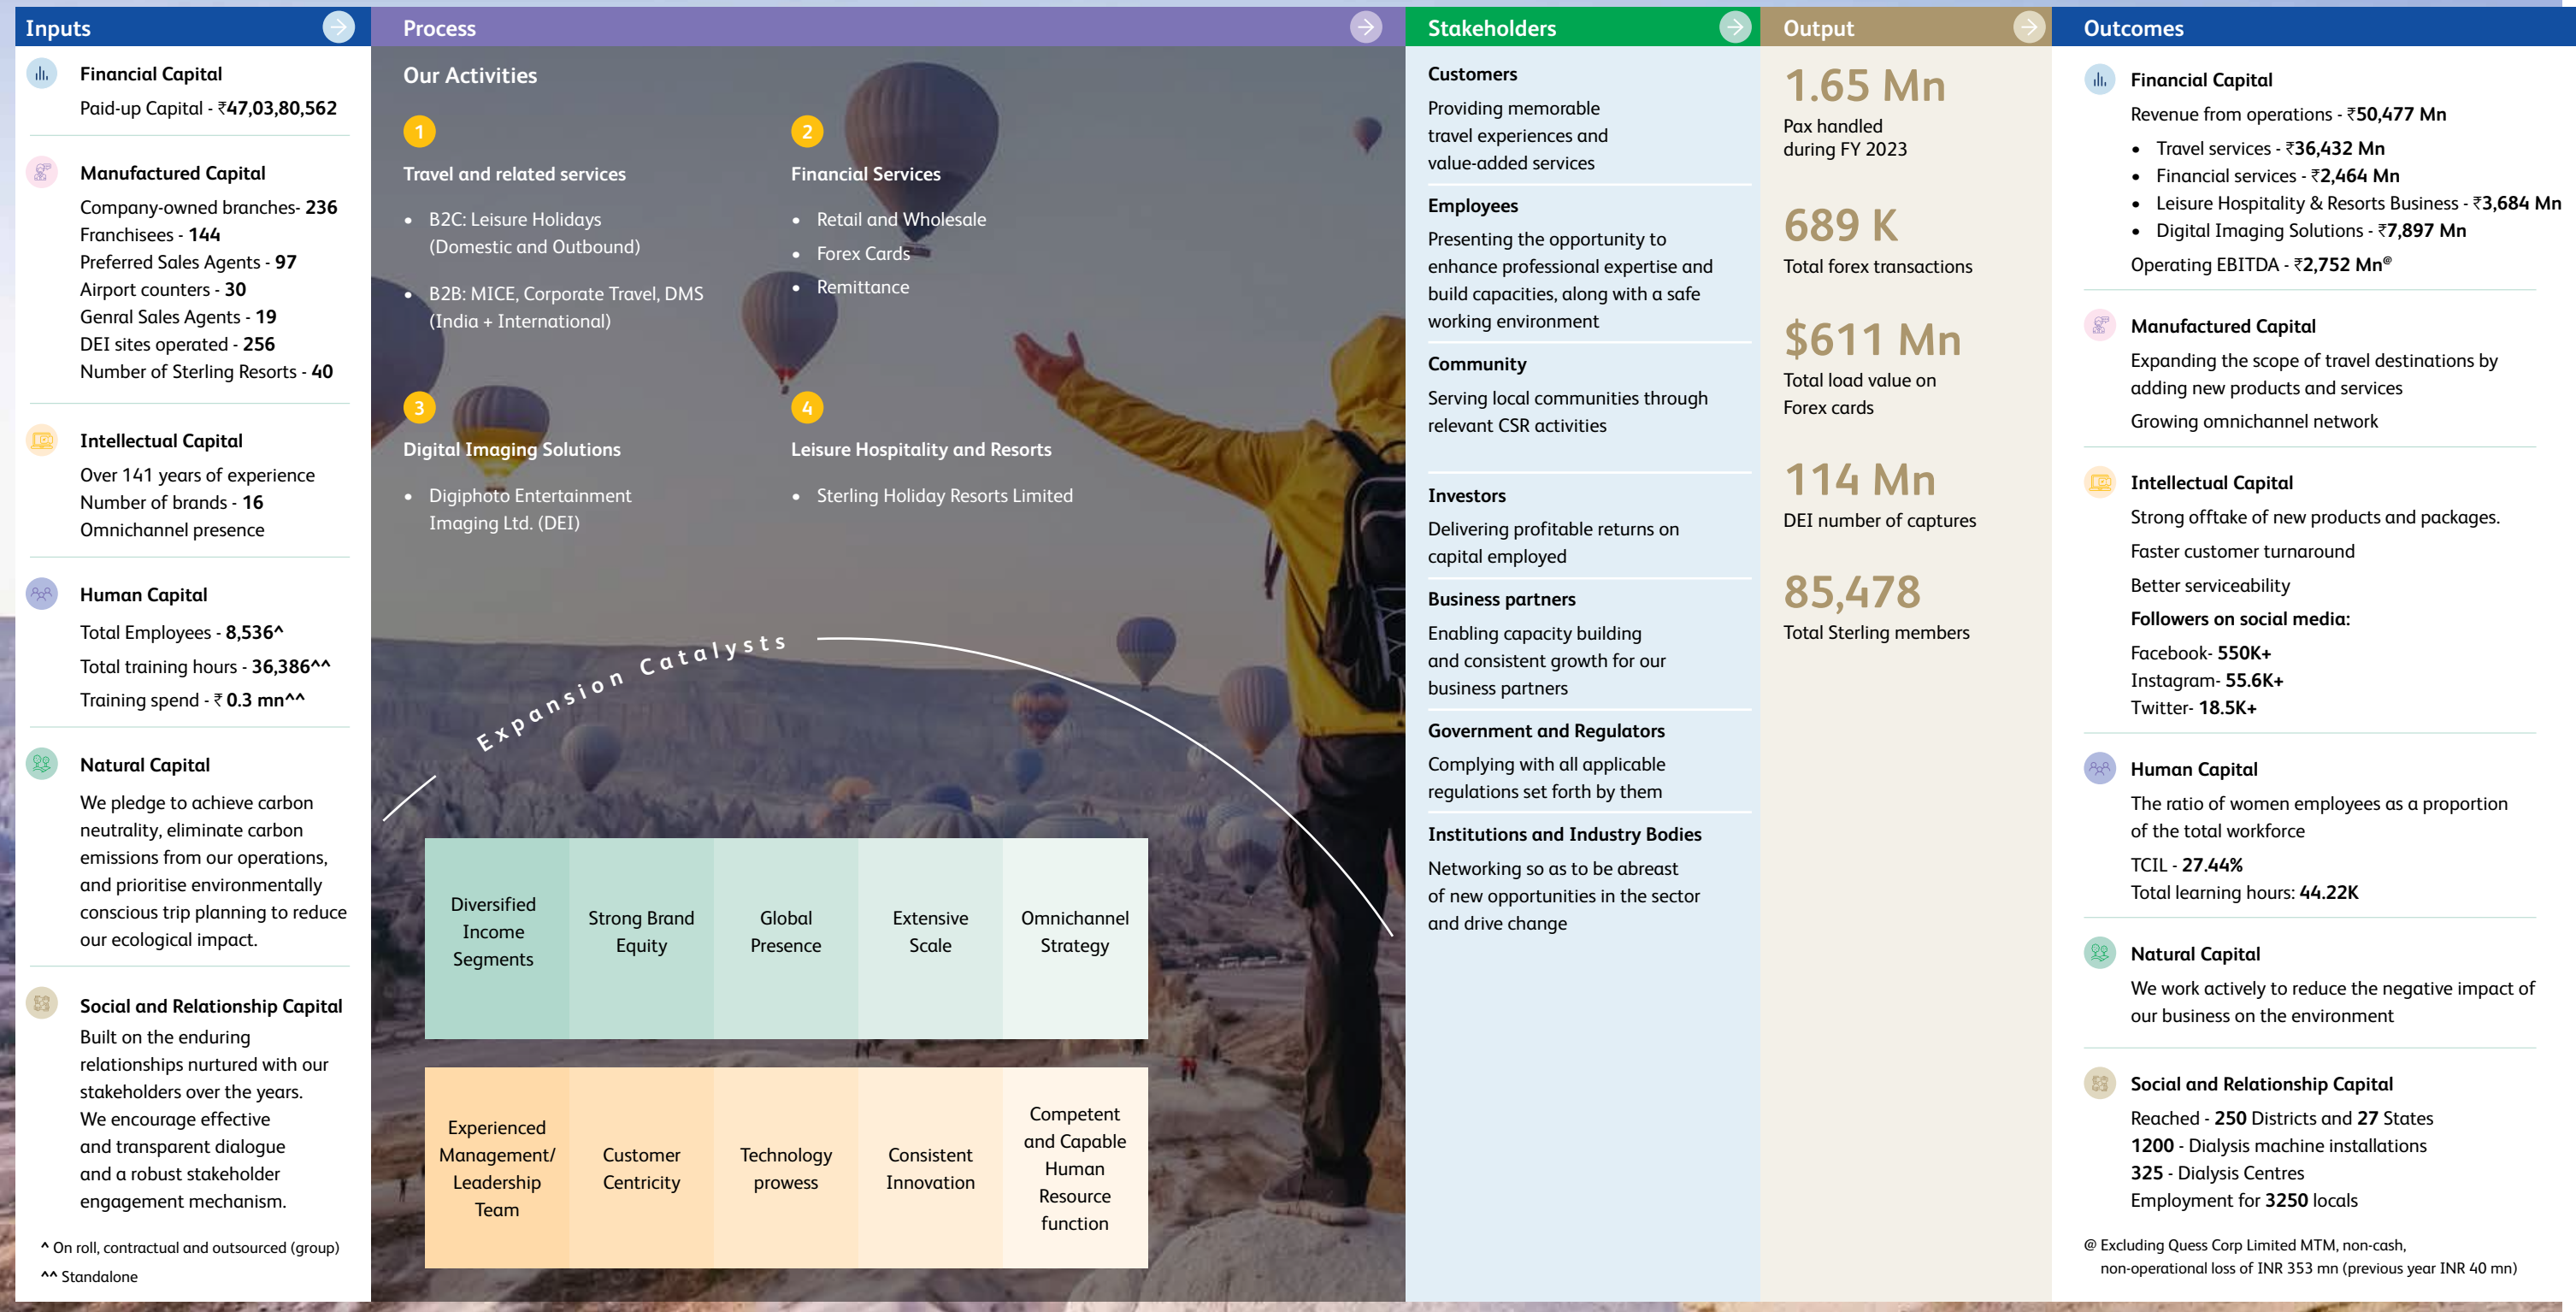 Inputs
Financial Capital
Paid-up Capital - ₹47,03,80,562
Manufactured Capital
Company-owned branches- 236
Franchisees - 144
Preferred Sales Agents - 97
Airport counters - 30
Genral Sales Agents - 19
DEI sites operated - 256
Number of Sterling Resorts - 40
Intellectual Capital
Over 141 years of experience
Number of brands - 16
Omnichannel presence
Human Capital
Total Employees - 8,536^
Total training hours - 36,386^^
Training spend - ₹ 0.3 mn^^
Natural Capital
We pledge to achieve carbon
neutrality, eliminate carbon
emissions from our operations,
and prioritise environmentally
conscious trip planning to reduce
our ecological impact.
Social and Relationship Capital
Built on the enduring
relationships nurtured with our
stakeholders over the years.
We encourage effective
and transparent dialogue
and a robust stakeholder
engagement mechanism.
^ On roll, contractual and outsourced (group)
^^ Standalone
Process
Our Activities
1
Travel and related services
• B2C: Leisure Holidays
(Domestic and Outbound)
• B2B: MICE, Corporate Travel, DMS
(India + International)
2
Financial Services
• Retail and Wholesale
• Forex Cards
• Remittance
3
Digital Imaging Solutions
• Digiphoto Entertainment
Imaging Ltd. (DEI)
4
Leisure Hospitality and Resorts
• Sterling Holiday Resorts Limited
Expansion Catalysts
Diversified
Income
Segments
Strong Brand
Equity
Global
Presence
Extensive
Scale
Omnichannel
Strategy
Experienced
Management/
Leadership
Team
Customer
Centricity
Technology
prowess
Consistent
Innovation
Competent
and Capable
Human
Resource
function
Stakeholders
Customers
Providing memorable
travel experiences and
value-added services
Employees
Presenting the opportunity to
enhance professional expertise and
build capacities, along with a safe
working environment
Community
Serving local communities through
relevant CSR activities
Investors
Delivering profitable returns on
capital employed
Business partners
Enabling capacity building
and consistent growth for our
business partners
Government and Regulators
Complying with all applicable
regulations set forth by them
Institutions and Industry Bodies
Networking so as to be abreast
of new opportunities in the sector
and drive change
Output
1.65 Mn
Pax handled
during FY 2023
689 K
Total forex transactions
$611 Mn
Total load value on
Forex cards
114 Mn
DEI number of captures
85,478
Total Sterling members
Outcomes
Financial Capital
Revenue from operations - ₹50,477 Mn
• Travel services - ₹36,432 Mn
• Financial services - ₹2,464 Mn
• Leisure Hospitality & Resorts Business - ₹3,684 Mn
• Digital Imaging Solutions - ₹7,897 Mn
Operating EBITDA - ₹2,752 Mn@
Manufactured Capital
Expanding the scope of travel destinations by
adding new products and services
Growing omnichannel network
Intellectual Capital
Strong offtake of new products and packages.
Faster customer turnaround
Better serviceability
Followers on social media:
Facebook- 550K+
Instagram- 55.6K+
Twitter- 18.5K+
Human Capital
The ratio of women employees as a proportion
of the total workforce
TCIL - 27.44%
Total learning hours: 44.22K
Natural Capital
We work actively to reduce the negative impact of
our business on the environment
Social and Relationship Capital
Reached - 250 Districts and 27 States
1200 - Dialysis machine installations
325 - Dialysis Centres
Employment for 3250 locals
@ Excluding Quess Corp Limited MTM, non-cash,
non-operational loss of INR 353 mn (previous year INR 40 mn)